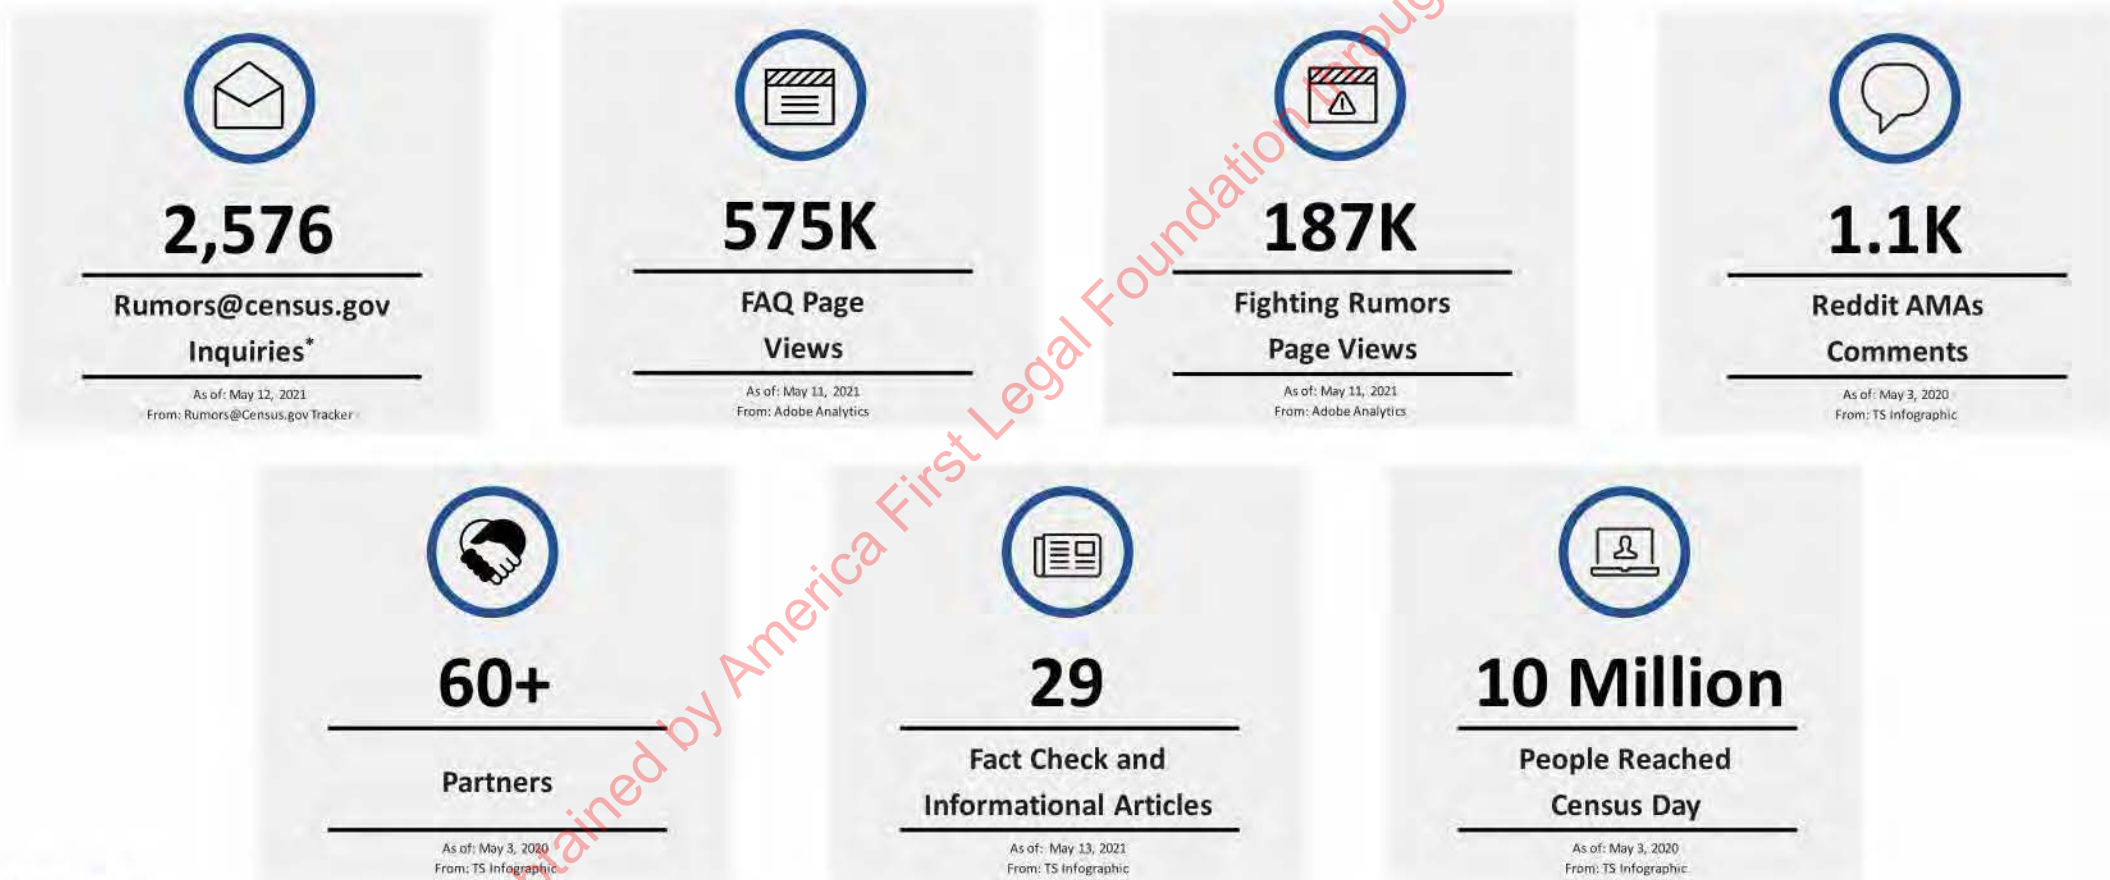 2,576
Rumors@census.gov
Inquiries*
As of: May 12, 2021
From: Rumors@Census.gov Tracker
575K
FAQ Page
Views
As of: May 11, 2021
From: Adobe Analytics
187K
Fighting Rumors
Page Views
As of: May 11, 2021
From: Adobe Analytics
1.1K
Reddit AMAs
Comments
As of: May 3, 2020
From: TS Infographic
60+
Partners
As of: May 3, 2020
From: TS Infographic
29
Fact Check and
Informational Articles
As of: May 13, 2021
From: TS Infographic
10 Million
People Reached
Census Day
As of: May 3, 2020
From: TS Infographic
by America First Legal Foundation